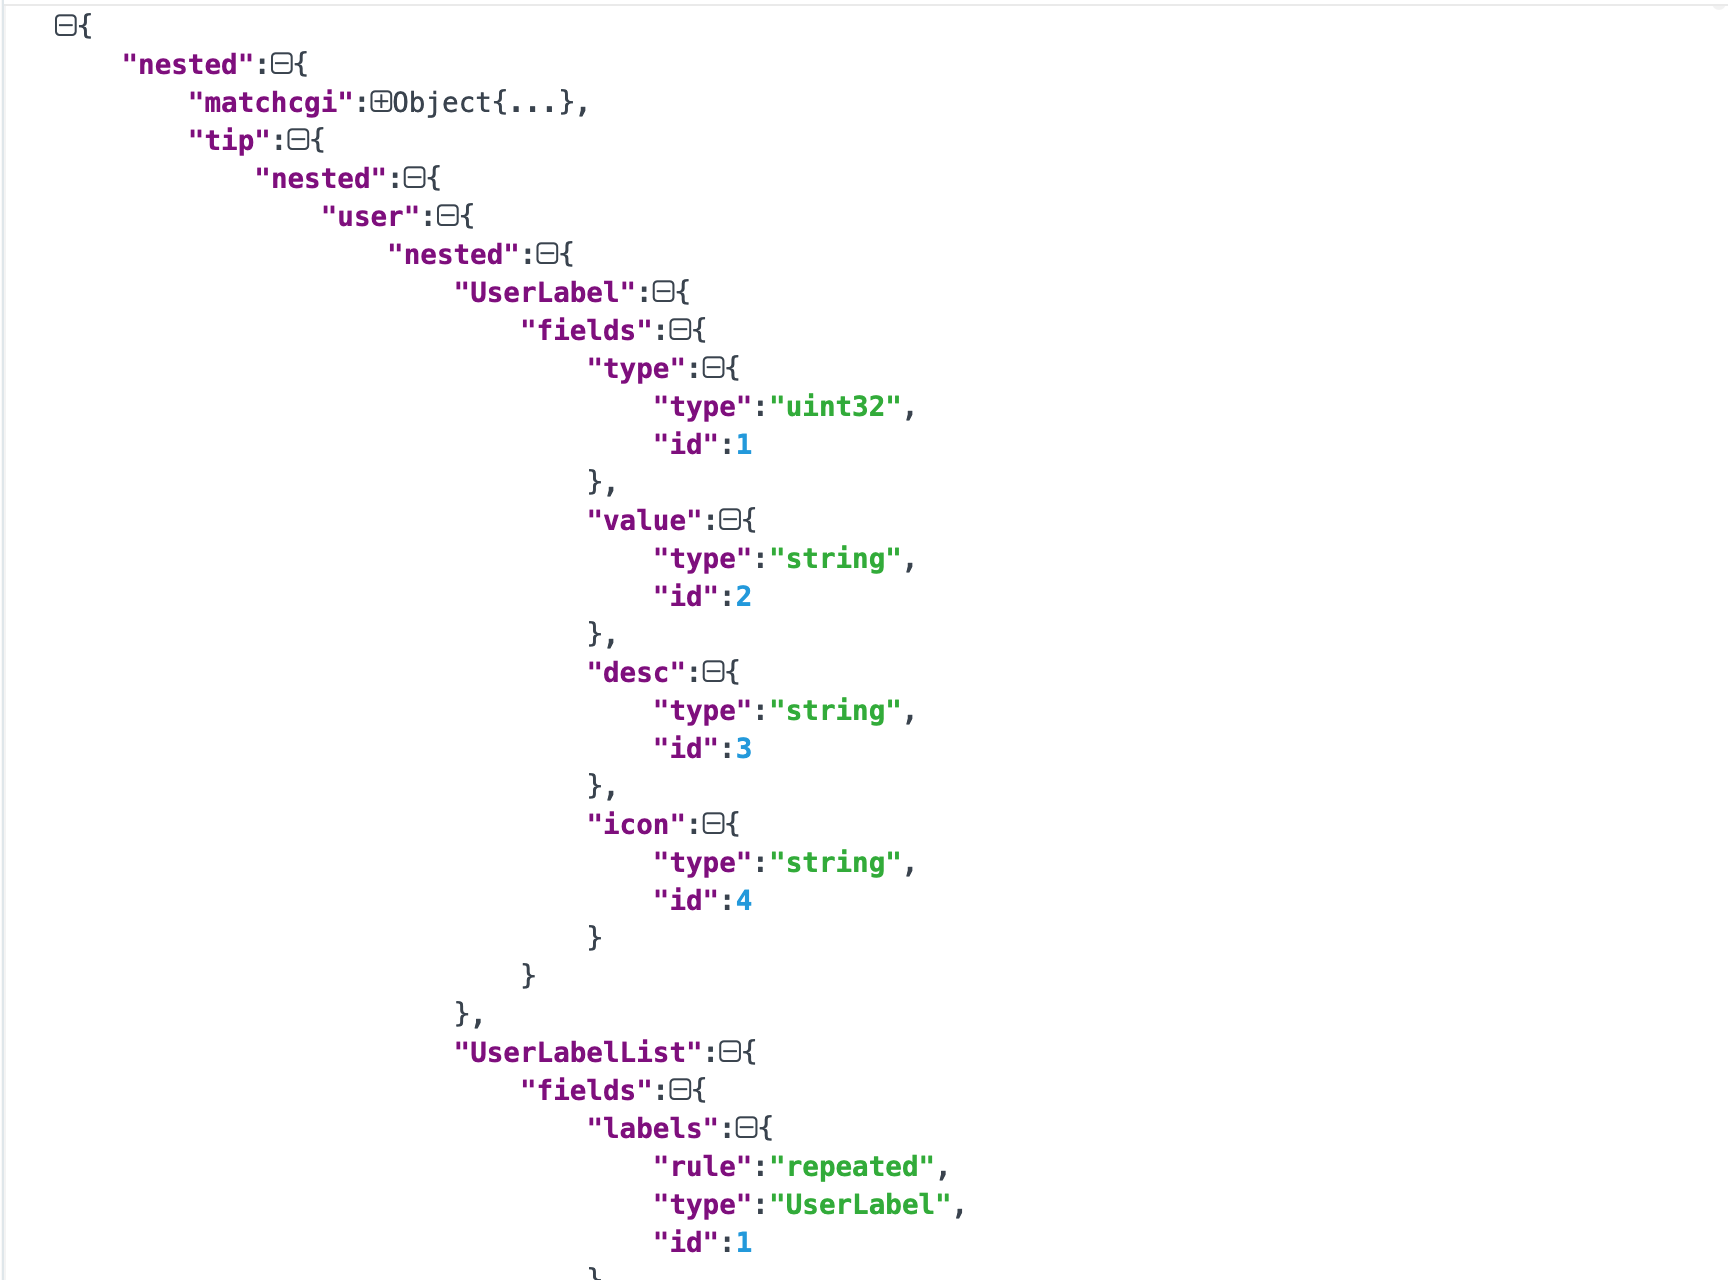 {
"nested":{
"matchcgi":Object{...},
"tip":{
"nested":{
"user":{
"nested":{
"UserLabel":{
"fields":{
"type":{
"type":"uint32",
"id":1
},
"value":{
"type":"string",
"id":2
},
"desc":{
"type":"string",
"id":3
},
"icon":{
"type":"string",
"id":4
}
}
},
"UserLabelList":{
"fields":{
"labels":{
"rule":"repeated",
"type":"UserLabel",
"id":1
}